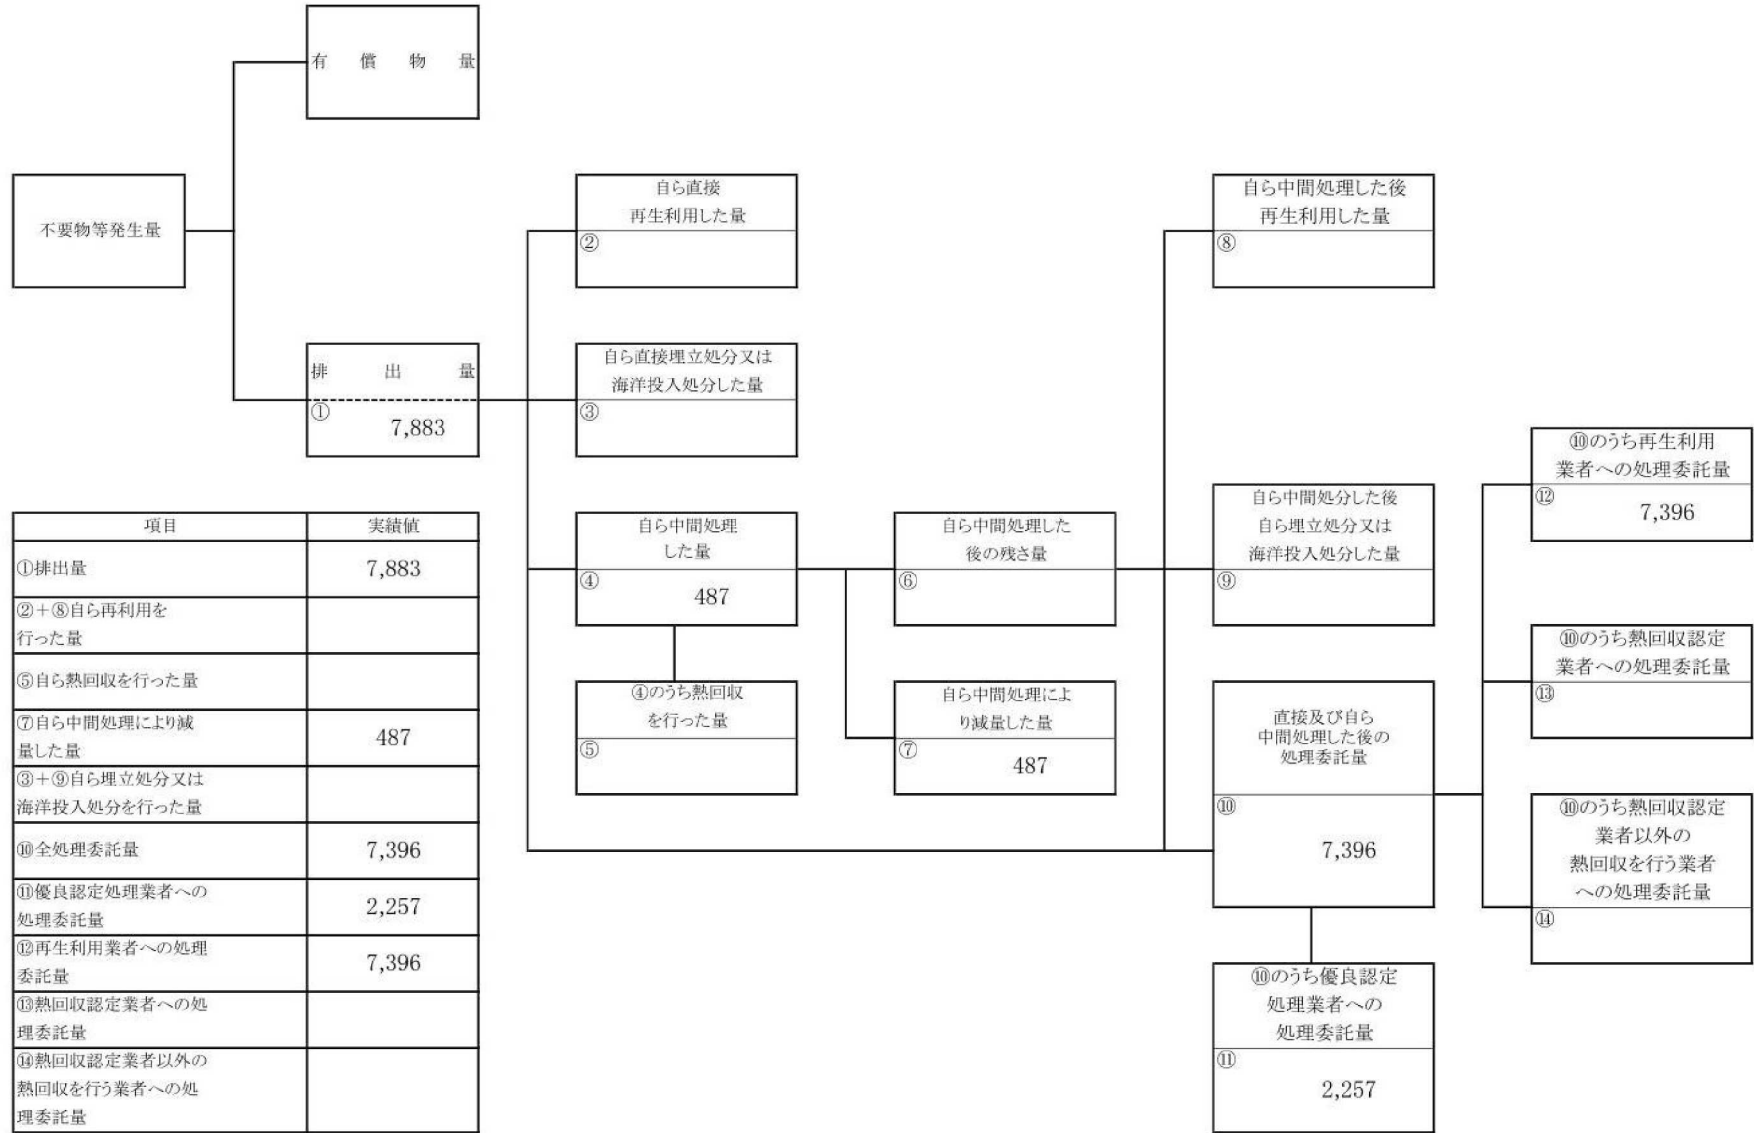 有償物量
不要物等発生量
排出量
①
7,883
自ら直接
再生利用した量
②
自ら直接埋立処分又は
海洋投入処分した量
③
自ら中間処理
した量
④
487
④のうち熱回収
を行った量
⑤
自ら中間処理した
後の残さ量
⑥
自ら中間処理によ
り減量した量
⑦
487
自ら中間処理した後
再生利用した量
⑧
自ら中間処分した後
自ら埋立処分又は
海洋投入処分した量
⑨
直接及び自ら
中間処理した後の
処理委託量
⑩
7,396
⑩のうち優良認定
処理業者への
処理委託量
⑪
2,257
⑩のうち再生利用
業者への処理委託量
⑫
7,396
⑩のうち熱回収認定
業者への処理委託量
⑬
⑩のうち熱回収認定
業者以外の
熱回収を行う業者
への処理委託量
⑭
項目 実績値
①排出量 7,883
②＋⑧自ら再利用を
行った量
⑤自ら熱回収を行った量
⑦自ら中間処理により減
量した量
487
③＋⑨自ら埋立処分又は
海洋投入処分を行った量
⑩全処理委託量 7,396
⑪優良認定処理業者への
処理委託量
2,257
⑫再生利用業者への処理
委託量
7,396
⑬熱回収認定業者への処
理委託量
⑭熱回収認定業者以外の
熱回収を行う業者への処
理委託量